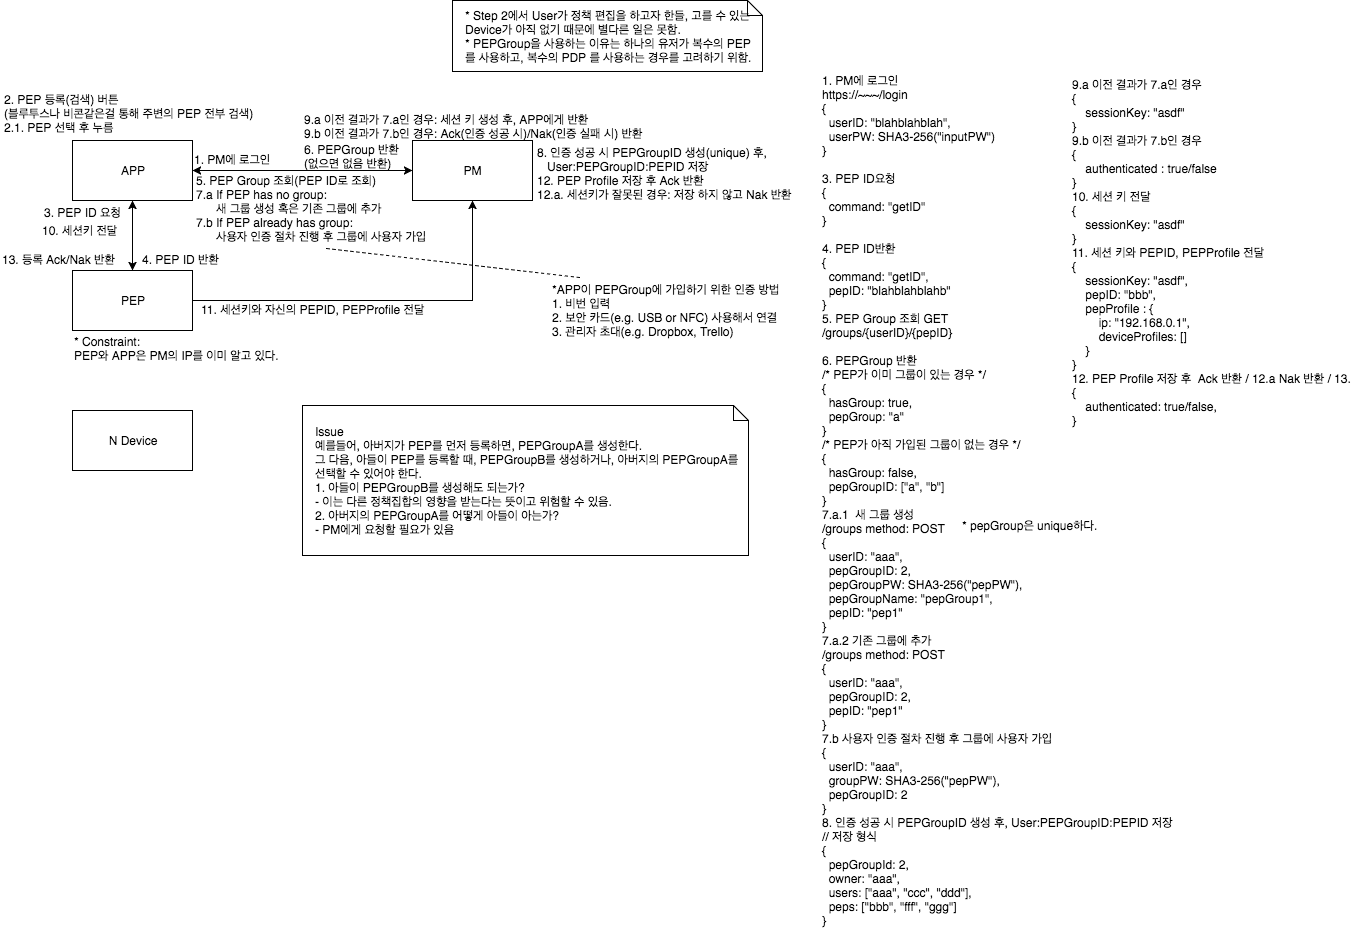 * Step 2에서 User가 정책 편집을 하고자 한들, 고를 수 있는
Device가 아직 없기 때문에 별다른 일은 못함.
* PEPGroup을 사용하는 이유는 하나의 유저가 복수의 PEP
를 사용하고, 복수의 PDP 를 사용하는 경우를 고려하기 위함.
2. PEP 등록(검색) 버튼
(블루투스나 비콘같은걸 통해 주변의 PEP 전부 검색)
2.1. PEP 선택 후 누름
9.a 이전 결과가 7.a인 경우: 세션 키 생성 후, APP에게 반환
9.b 이전 결과가 7.b인 경우: Ack(인증 성공 시)/Nak(인증 실패 시) 반환
6. PEPGroup 반환
(없으면 없음 반환)
1. PM에 로그인
APP
PM
8. 인증 성공 시 PEPGroupID 생성(unique) 후,
User:PEPGroupID:PEPID 저장
12. PEP Profile 저장 후 Ack 반환
12.a. 세션키가 잘못된 경우: 저장 하지 않고 Nak 반환
5. PEP Group 조회(PEP ID로 조회)
7.a If PEP has no group:
새 그룹 생성 혹은 기존 그룹에 추가
7.b If PEP already has group:
사용자 인증 절차 진행 후 그룹에 사용자 가입
3. PEP ID 요청
10. 세션키 전달
13. 등록 Ack/Nak 반환
4. PEP ID 반환
PEP
11. 세션키와 자신의 PEPID, PEPProfile 전달
* Constraint:
PEP와 APP은 PM의 IP를 이미 알고 있다.
*APP이 PEPGroup에 가입하기 위한 인증 방법
1. 비번 입력
2. 보안 카드(e.g. USB or NFC) 사용해서 연결
3. 관리자 초대(e.g. Dropbox, Trello)
N Device
Issue
예를들어, 아버지가 PEP를 먼저 등록하면, PEPGroupA를 생성한다.
그 다음, 아들이 PEP를 등록할 때, PEPGroupB를 생성하거나, 아버지의 PEPGroupA를
선택할 수 있어야 한다.
1. 아들이 PEPGroupB를 생성해도 되는가?
- 이는 다른 정책집합의 영향을 받는다는 뜻이고 위험할 수 있음.
2. 아버지의 PEPGroupA를 어떻게 아들이 아는가?
- PM에게 요청할 필요가 있음
1. PM에 로그인
https://~~~/login
{
userID: "blahblahblah",
userPW: SHA3-256("inputPW")
}
3. PEP ID요청
{
command: "getID"
}
4. PEP ID반환
{
command: "getID",
pepID: "blahblahblahb"
}
5. PEP Group 조회 GET
/groups/{userID}/{pepID}
6. PEPGroup 반환
/* PEP가 이미 그룹이 있는 경우 */
{
hasGroup: true,
pepGroup: "a"
}
/* PEP가 아직 가입된 그룹이 없는 경우 */
{
hasGroup: false,
pepGroupID: ["a", "b"]
}
7.a.1 새 그룹 생성
/groups method: POST
* pepGroup은 unique하다.
{
userID: "aaa",
pepGroupID: 2,
pepGroupPW: SHA3-256("pepPW"),
pepGroupName: "pepGroup1",
pepID: "pep1"
}
7.a.2 기존 그룹에 추가
/groups method: POST
{
userID: "aaa",
pepGroupID: 2,
pepID: "pep1"
}
7.b 사용자 인증 절차 진행 후 그룹에 사용자 가입
{
userID: "aaa",
groupPW: SHA3-256("pepPW"),
pepGroupID: 2
}
8. 인증 성공 시 PEPGroupID 생성 후, User:PEPGroupID:PEPID 저장
// 저장 형식
{
pepGroupId: 2,
owner: "aaa",
users: ["aaa", "ccc", "ddd"],
peps: ["bbb", "fff", "ggg"]
}
9.a 이전 결과가 7.a인 경우
{
sessionKey: "asdf"
}
9.b 이전 결과가 7.b인 경우
{
authenticated : true/false
}
10. 세션 키 전달
{
sessionKey: "asdf"
}
11. 세션 키와 PEPID, PEPProfile 전달
{
sessionKey: "asdf",
pepID: "bbb",
pepProfile : {
ip: "192.168.0.1",
deviceProfiles: []
}
}
12. PEP Profile 저장 후 Ack 반환 / 12.a Nak 반환 / 13.
{
authenticated: true/false,
}